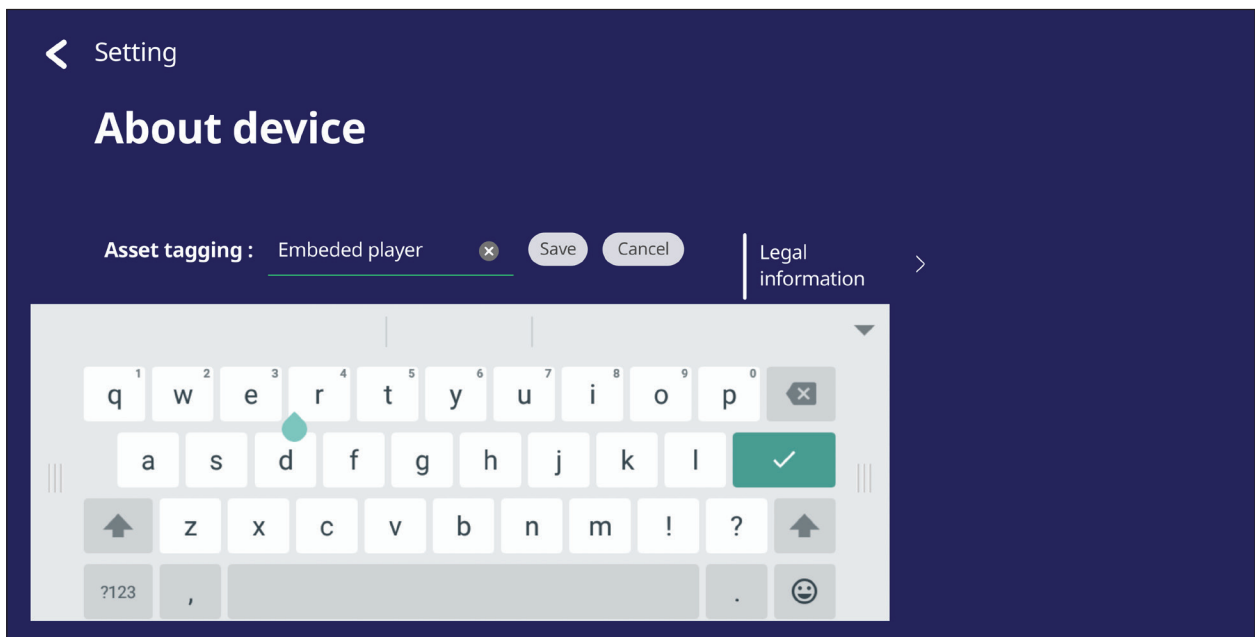 Setting
About device
Asset tagging : Embeded player Save Cancel
Legal
information
1 2 3 4 5 6 7 8 9 0
q w e r t y u i o p
a s d f g h j k l
z x c v b n m ! ?
?123 , .